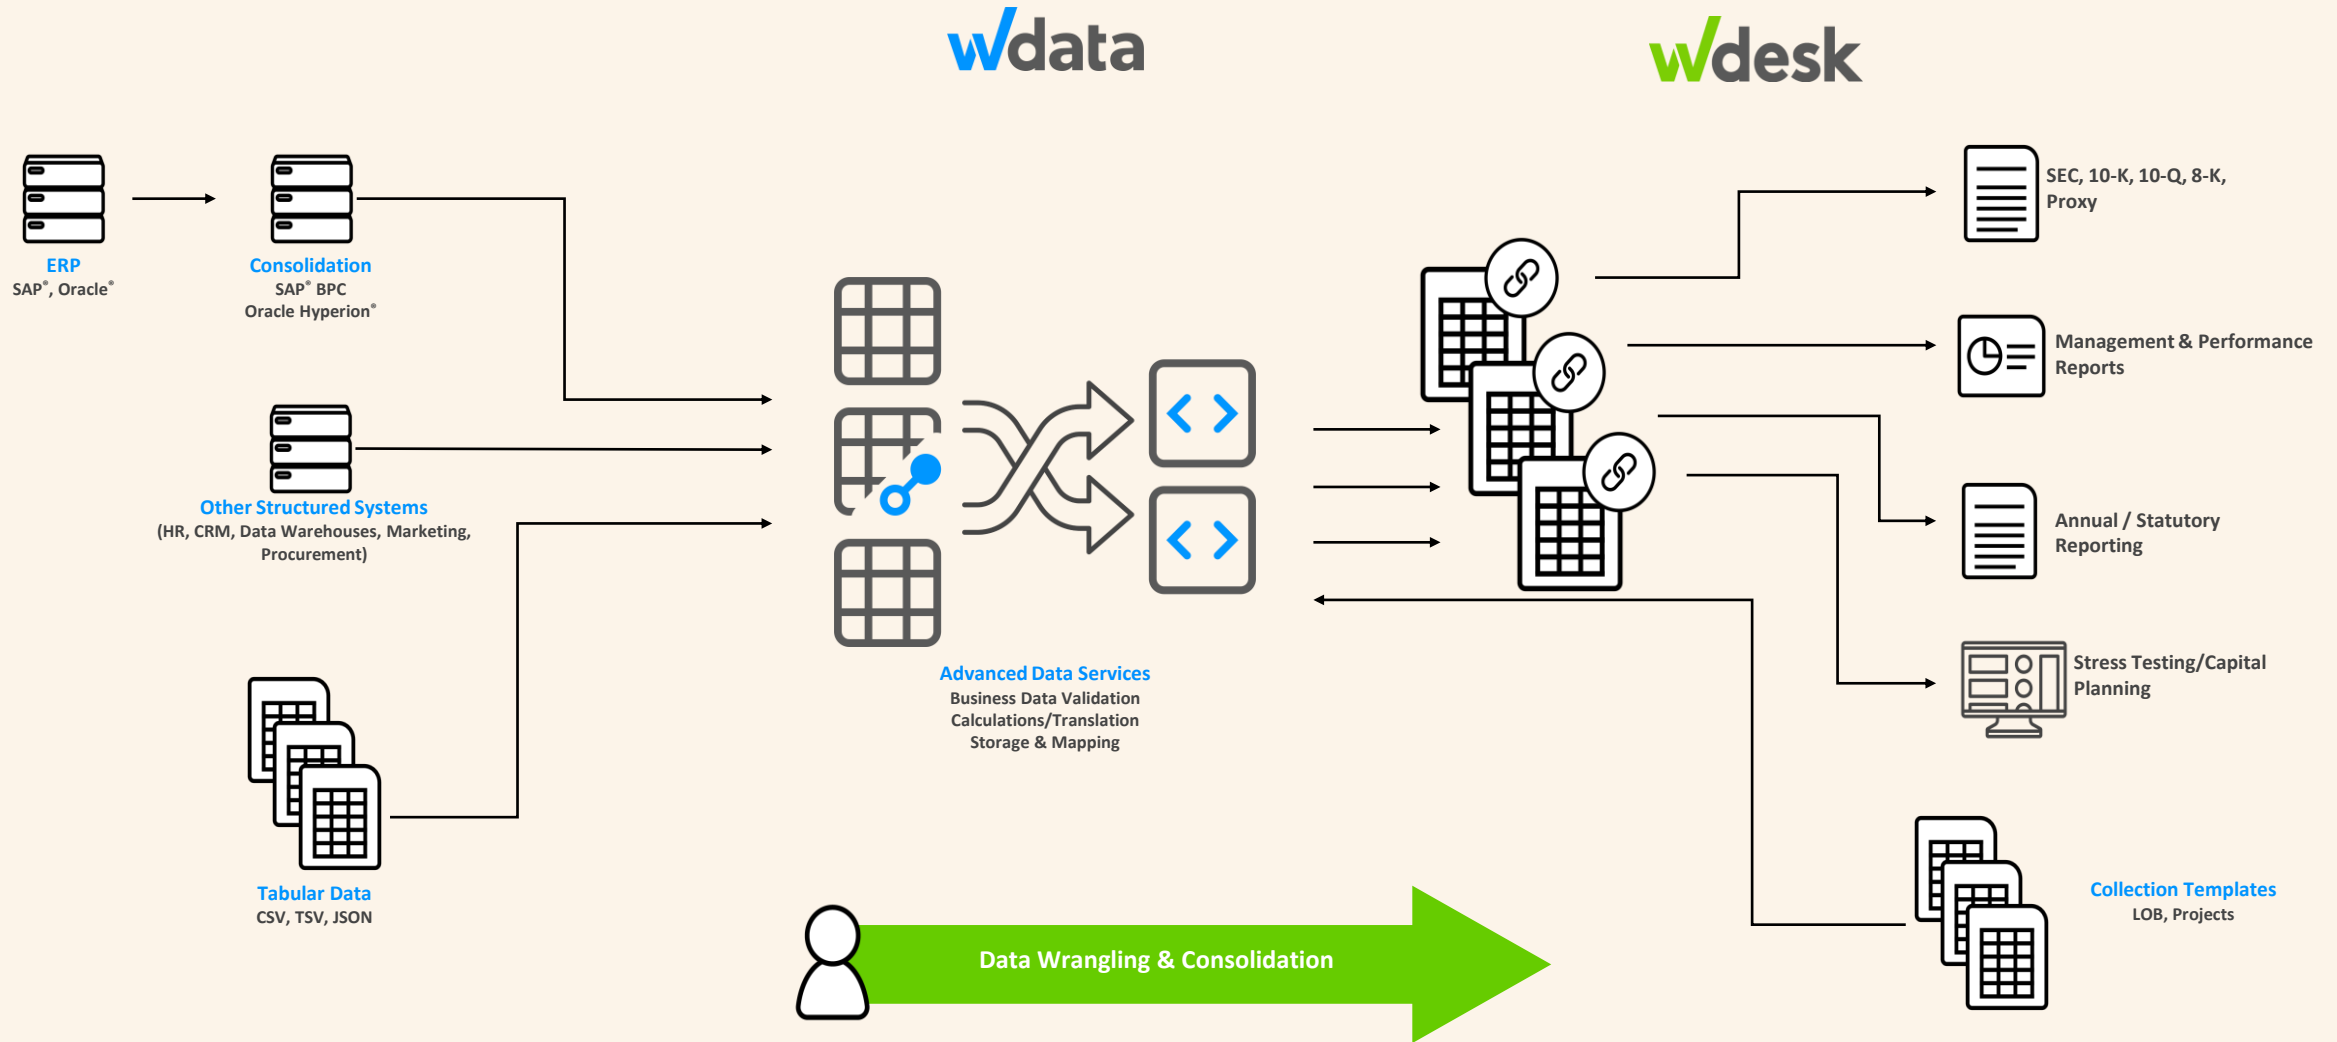 wdata
wdesk
ERP
SAP®, Oracle®
Consolidation
SAP® BPC
Oracle Hyperion®
Other Structured Systems
(HR, CRM, Data Warehouses, Marketing,
Procurement)
Tabular Data
CSV, TSV, JSON
Advanced Data Services
Business Data Validation
Calculations/Translation
Storage & Mapping
Data Wrangling & Consolidation
SEC, 10-K, 10-Q, 8-K,
Proxy
Management & Performance
Reports
Annual / Statutory
Reporting
Stress Testing/Capital
Planning
Collection Templates
LOB, Projects